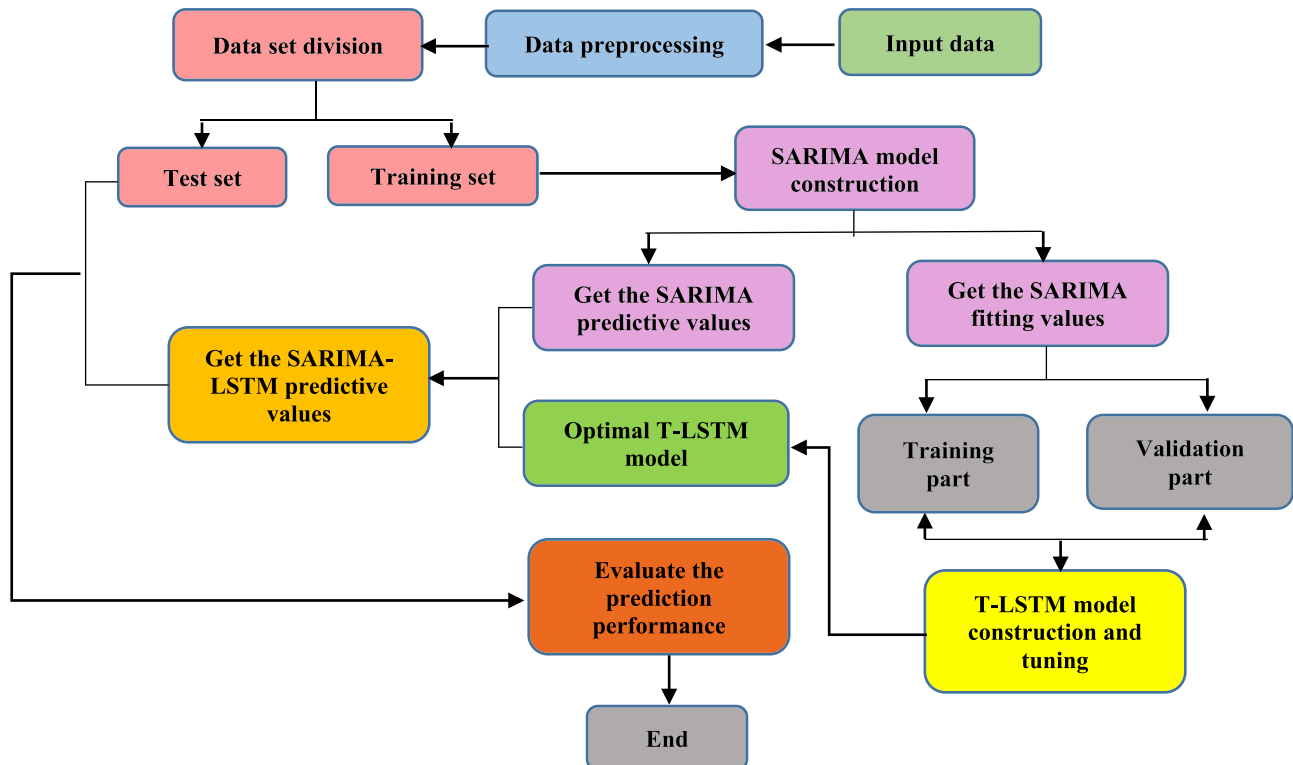 Data set division
Data preprocessing
Input data
Test set
Training set
SARIMA model
construction
Get the SARIMA
predictive values
Get the SARIMA
fitting values
Get the SARIMA-
LSTM predictive
values
Optimal T-LSTM
model
Training
part
Validation
part
Evaluate the
prediction
performance
T-LSTM model
construction and
tuning
End